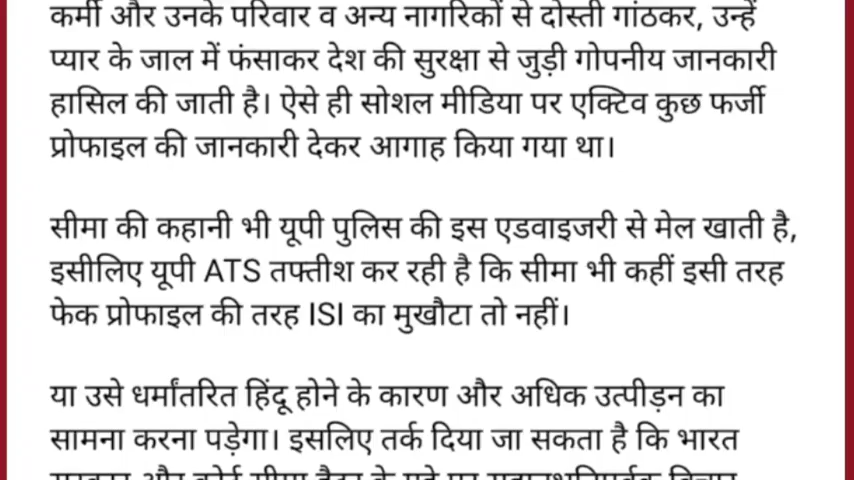 कर्मी और उनके परिवार व अन्य नागरिकों से दोस्ती गांठकर, उन्हें
प्यार के जाल में फंसाकर देश की सुरक्षा से जुड़ी गोपनीय जानकारी
हासिल की जाती है। ऐसे ही सोशल मीडिया पर एक्टिव कुछ फर्जी
प्रोफाइल की जानकारी देकर आगाह किया गया था।
सीमा की कहानी भी यूपी पुलिस की इस एडवाइजरी से मेल खाती है,
इसीलिए यूपी ATS तफ्तीश कर रही है कि सीमा भी कहीं इसी तरह
फेक प्रोफाइल की तरह ISI का मुखौटा तो नहीं।
या उसे धर्मांतरित हिंदू होने के कारण और अधिक उत्पीड़न का
सामना करना पड़ेगा। इसलिए तर्क दिया जा सकता है कि भारत